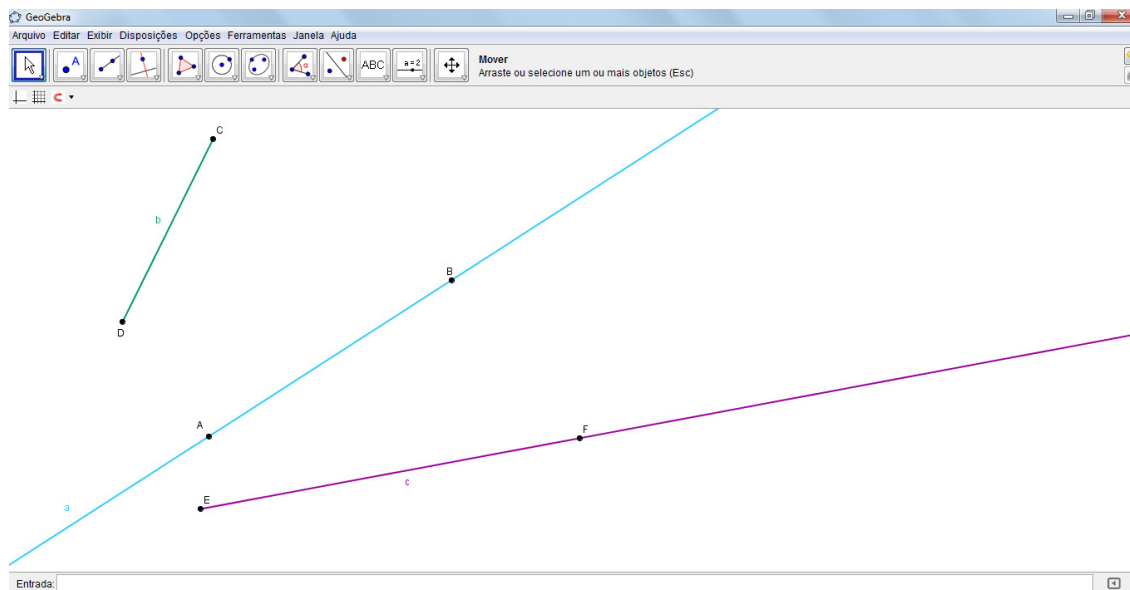 GeoGebra
Arquivo Editar Exibir Disposições Opções Ferramentas Janela Ajuda
A
α
ABC
a=2
Mover
Arraste ou selecione um ou mais objetos (Esc)
C
b
B
D
A
F
c
E
a
Entrada: